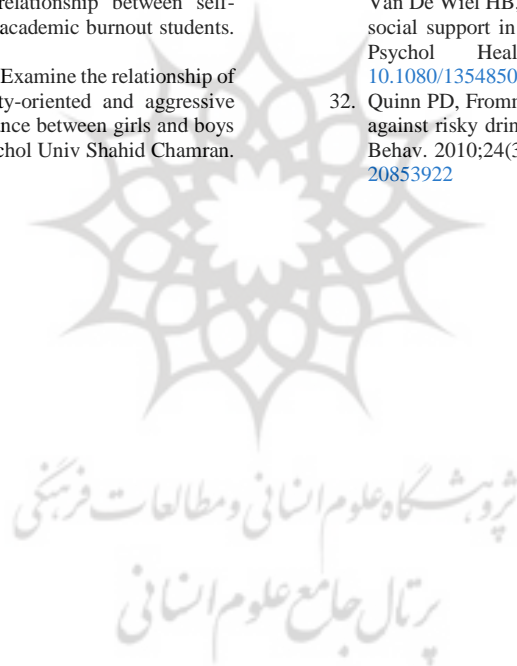 relationship between self-
academic burnout students.
Examine the relationship of
ty-oriented and aggressive
ance between girls and boys
chol Univ Shahid Chamran.
Van De Wiel HB,
social support in
Psychol Heal
10.1080/1354850
32. Quinn PD, Fromm
against risky drin
Behav. 2010;24(3
20853922
پژوهشگاه علوم انسانی و مطالعات فرهنگی
پرتال جامع علوم انسانی